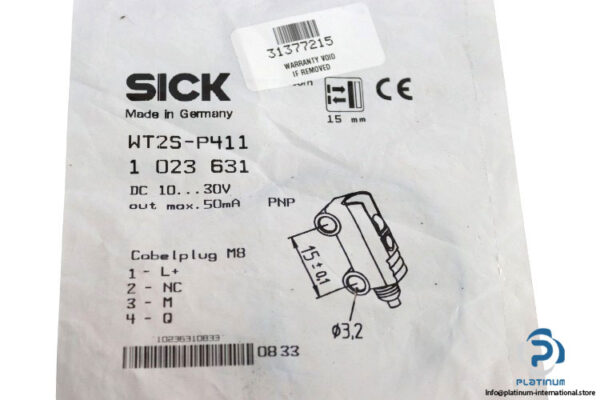 31377215
WARRANTY VOID
IF REMOVED
SICK
Made in Germany
CE
15 mm
WT2S-P411
1 023 631
DC 10...30V
out max.50mA
PNP
15 ± 0,1
Ø3,2
Cabelplug M8
1 - L+
2 - NC
3 - M
4 - Q
10236310833
0833
PLATINUM
info@platinum-international.store